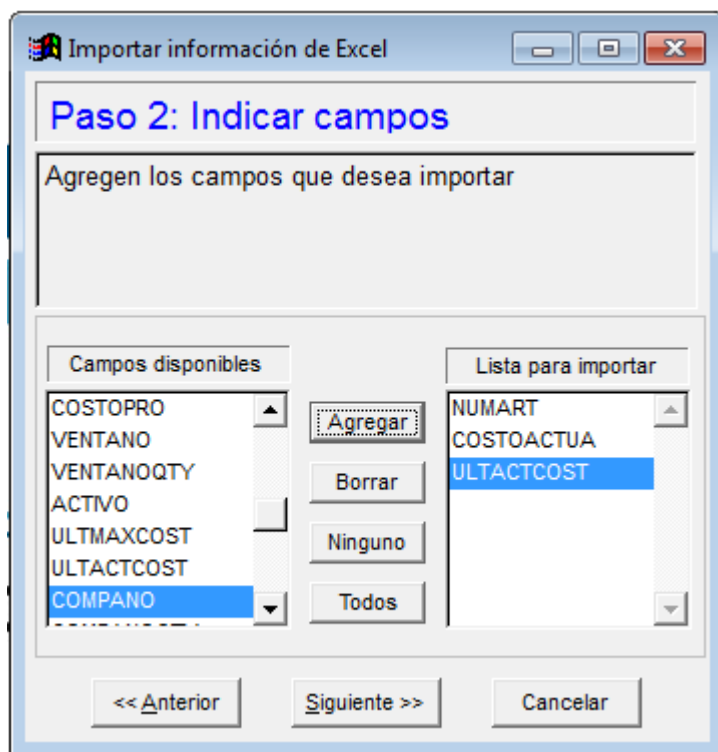 Importar información de Excel
Paso 2: Indicar campos
Agregen los campos que desea importar
Campos disponibles
COSTOPRO
VENTANO
VENTANOQTY
ACTIVO
ULTMAXCOST
ULTACTCOST
COMPANO
Agregar
Borrar
Ninguno
Todos
Lista para importar
NUMART
COSTOACTUA
ULTACTCOST
<< Anterior
Siguiente >>
Cancelar